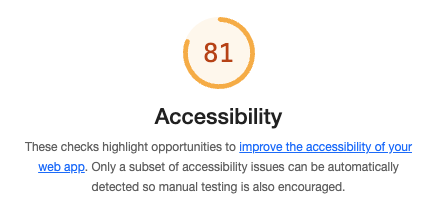 81
Accessibility
These checks highlight opportunities to improve the accessibility of your
web app. Only a subset of accessibility issues can be automatically
detected so manual testing is also encouraged.